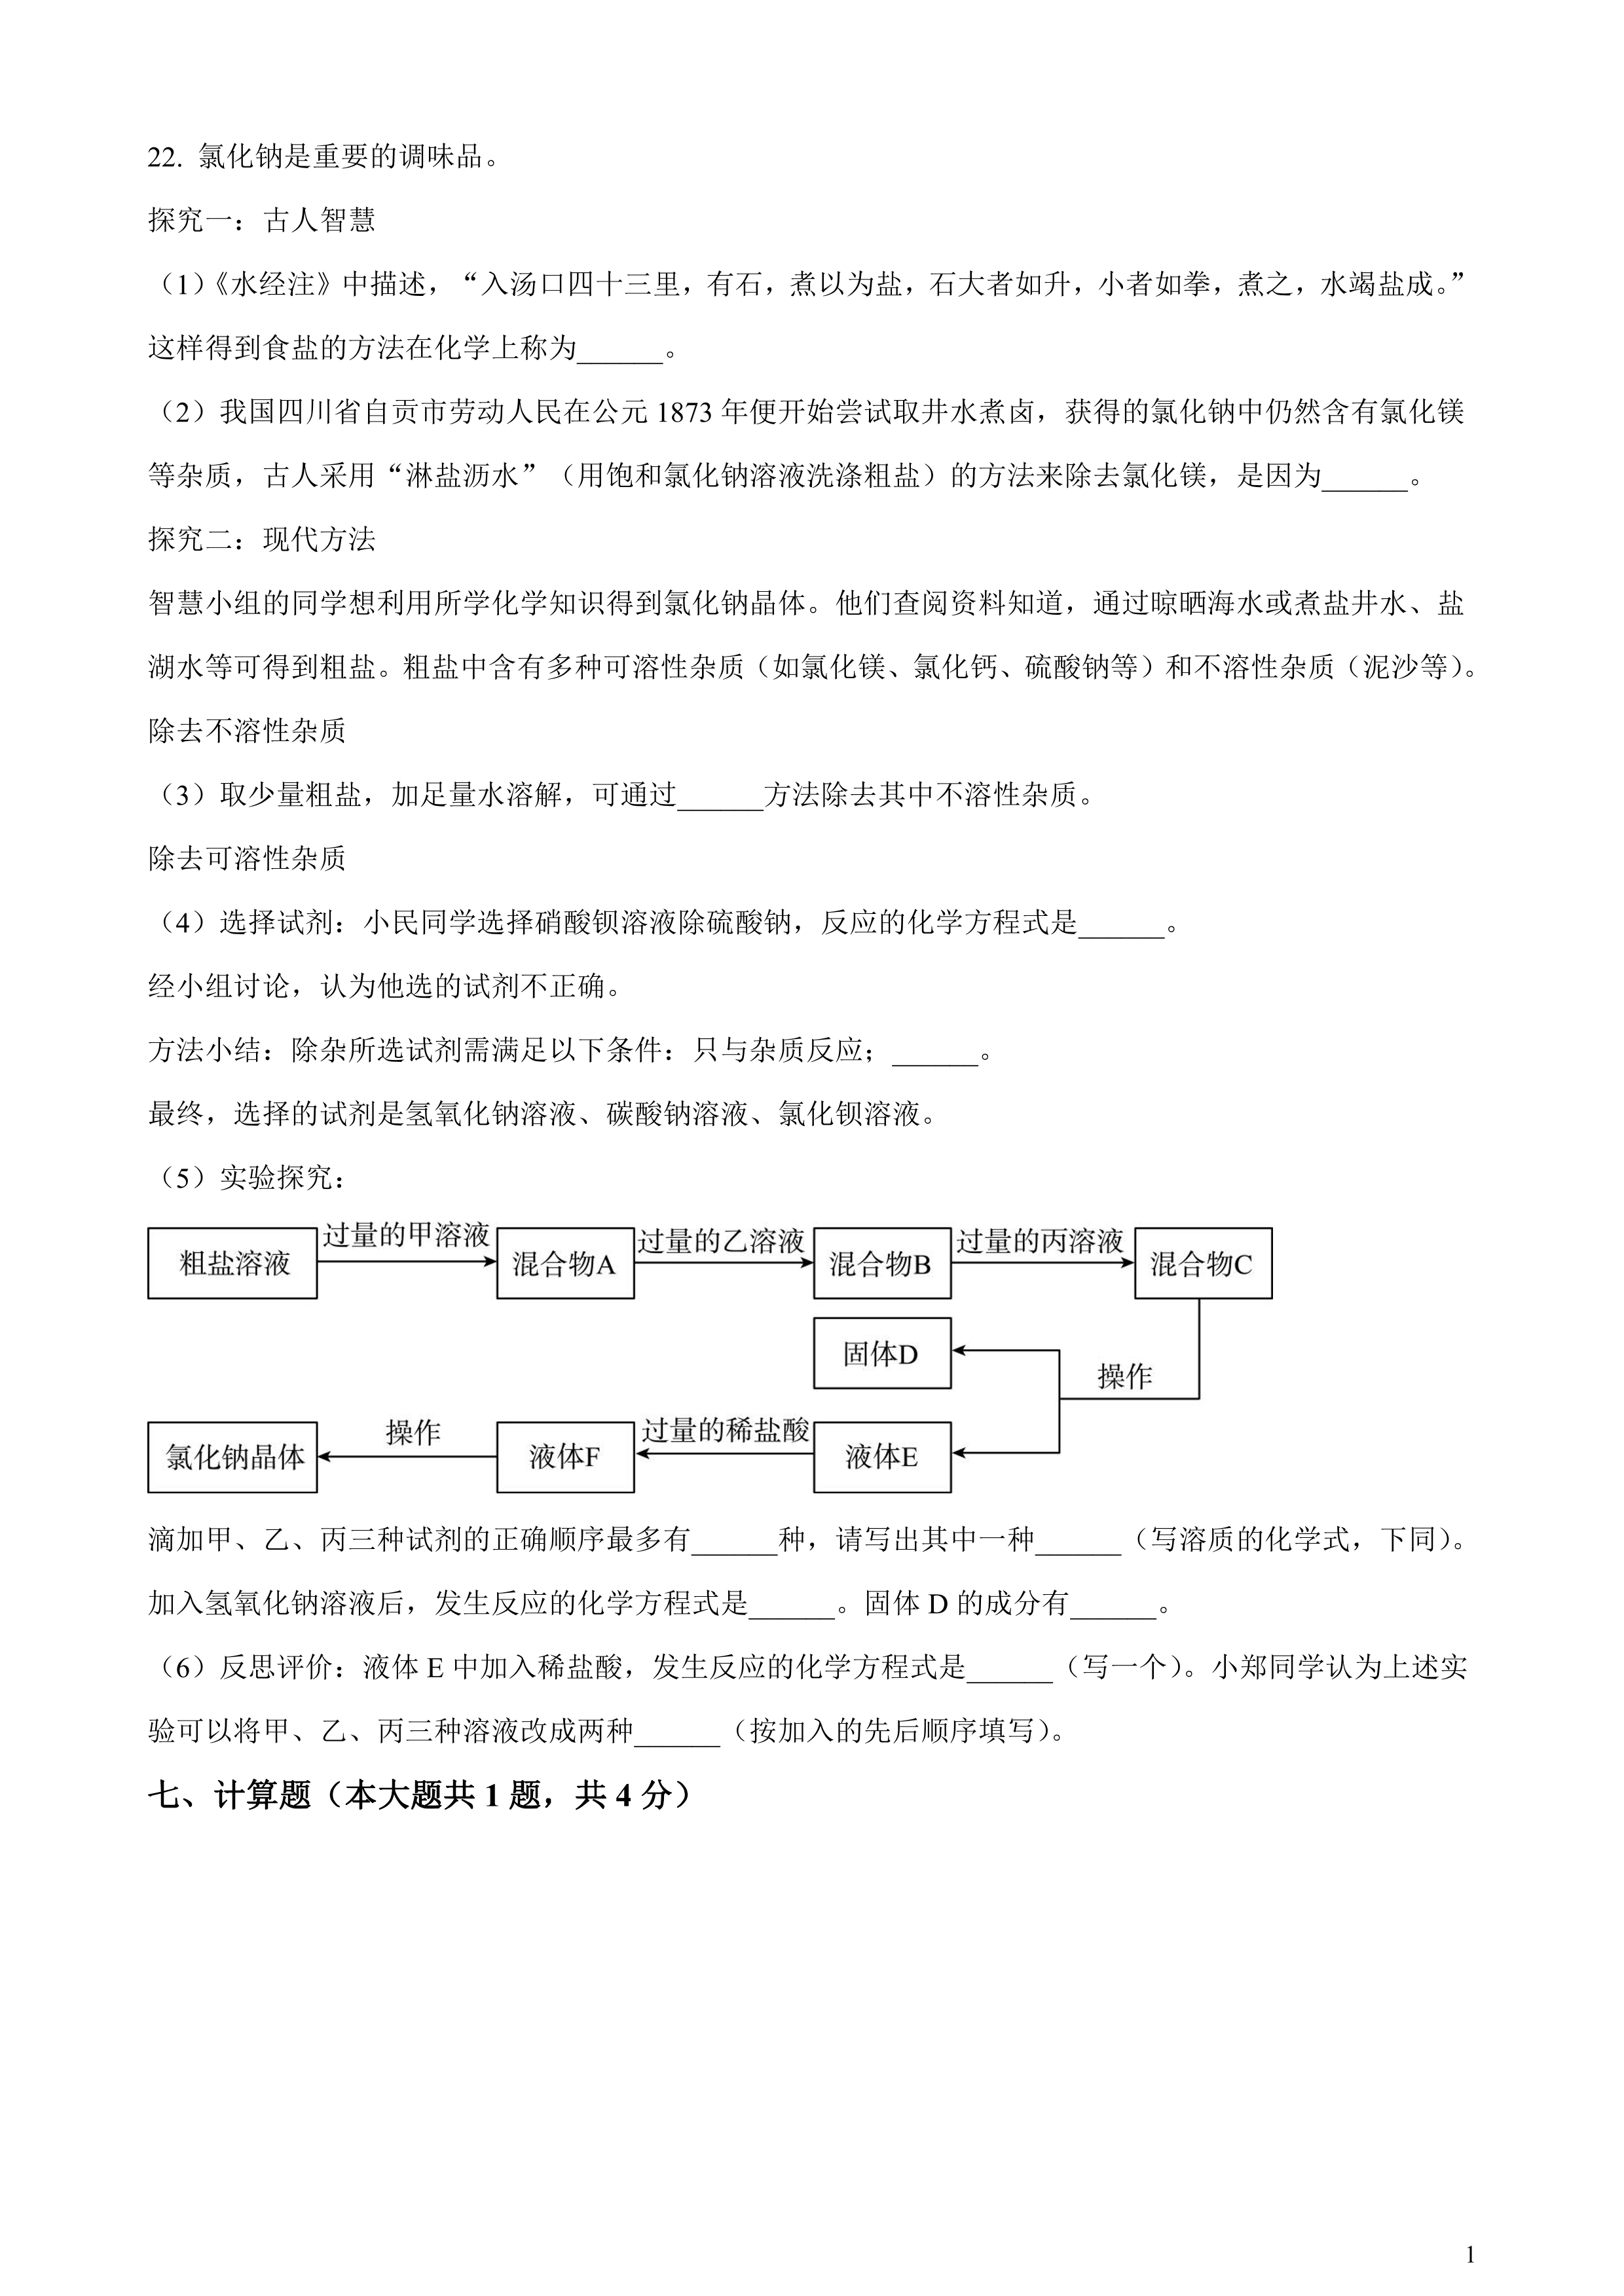 22. 氯化钠是重要的调味品。
探究一：古人智慧
（1）《水经注》中描述，“入汤口四十三里，有石，煮以为盐，石大者如升，小者如拳，煮之，水竭盐成。”
这样得到食盐的方法在化学上称为______。
（2）我国四川省自贡市劳动人民在公元 1873 年便开始尝试取井水煮卤，获得的氯化钠中仍然含有氯化镁
等杂质，古人采用“淋盐沥水”（用饱和氯化钠溶液洗涤粗盐）的方法来除去氯化镁，是因为______。
探究二：现代方法
智慧小组的同学想利用所学化学知识得到氯化钠晶体。他们查阅资料知道，通过晾晒海水或煮盐井水、盐
湖水等可得到粗盐。粗盐中含有多种可溶性杂质（如氯化镁、氯化钙、硫酸钠等）和不溶性杂质（泥沙等）。
除去不溶性杂质
（3）取少量粗盐，加足量水溶解，可通过______方法除去其中不溶性杂质。
除去可溶性杂质
（4）选择试剂：小民同学选择硝酸钡溶液除硫酸钠，反应的化学方程式是______。
经小组讨论，认为他选的试剂不正确。
方法小结：除杂所选试剂需满足以下条件：只与杂质反应；______。
最终，选择的试剂是氢氧化钠溶液、碳酸钠溶液、氯化钡溶液。
（5）实验探究：
粗盐溶液 过量的甲溶液 混合物A 过量的乙溶液 混合物B 过量的丙溶液 混合物C
固体D 操作
氯化钠晶体 操作 液体F 过量的稀盐酸 液体E
滴加甲、乙、丙三种试剂的正确顺序最多有______种，请写出其中一种______（写溶质的化学式，下同）。
加入氢氧化钠溶液后，发生反应的化学方程式是______。固体 D 的成分有______。
（6）反思评价：液体 E 中加入稀盐酸，发生反应的化学方程式是______（写一个）。小郑同学认为上述实
验可以将甲、乙、丙三种溶液改成两种______（按加入的先后顺序填写）。
七、计算题（本大题共 1 题，共 4 分）
1